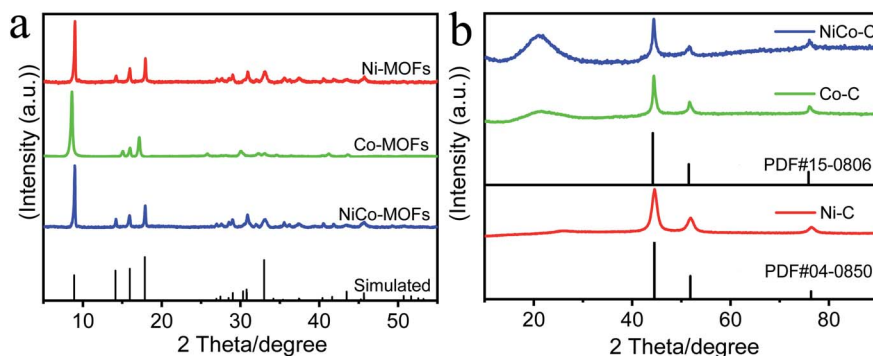 a
(Intensity (a.u.))
Ni-MOFs
Co-MOFs
NiCo-MOFs
Simulated
10 20 30 40 50
2 Theta/degree
b
(Intensity (a.u.))
NiCo-C
Co-C
PDF#15-0806
Ni-C
PDF#04-0850
20 40 60 80
2 Theta/degree